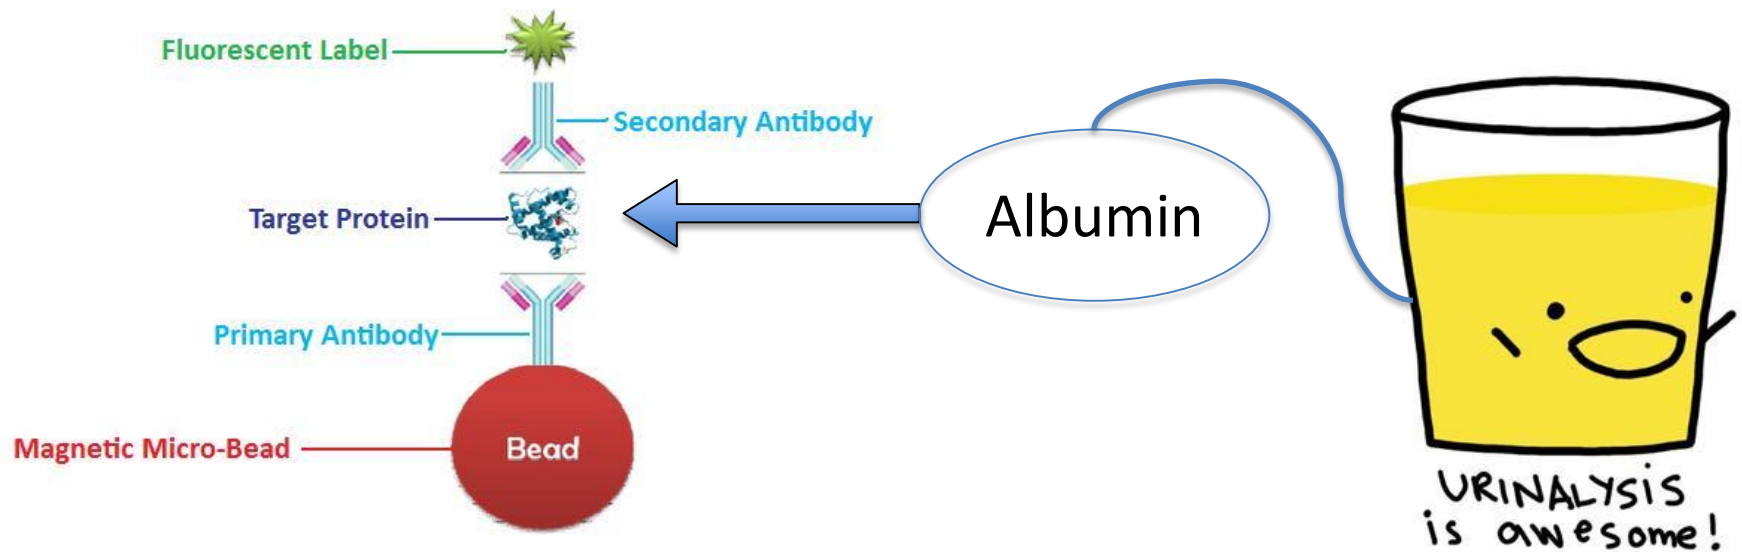 Fluorescent Label
Secondary Antibody
Target Protein
Albumin
Primary Antibody
Magnetic Micro-Bead
Bead
URINALYSiS
is awesome!